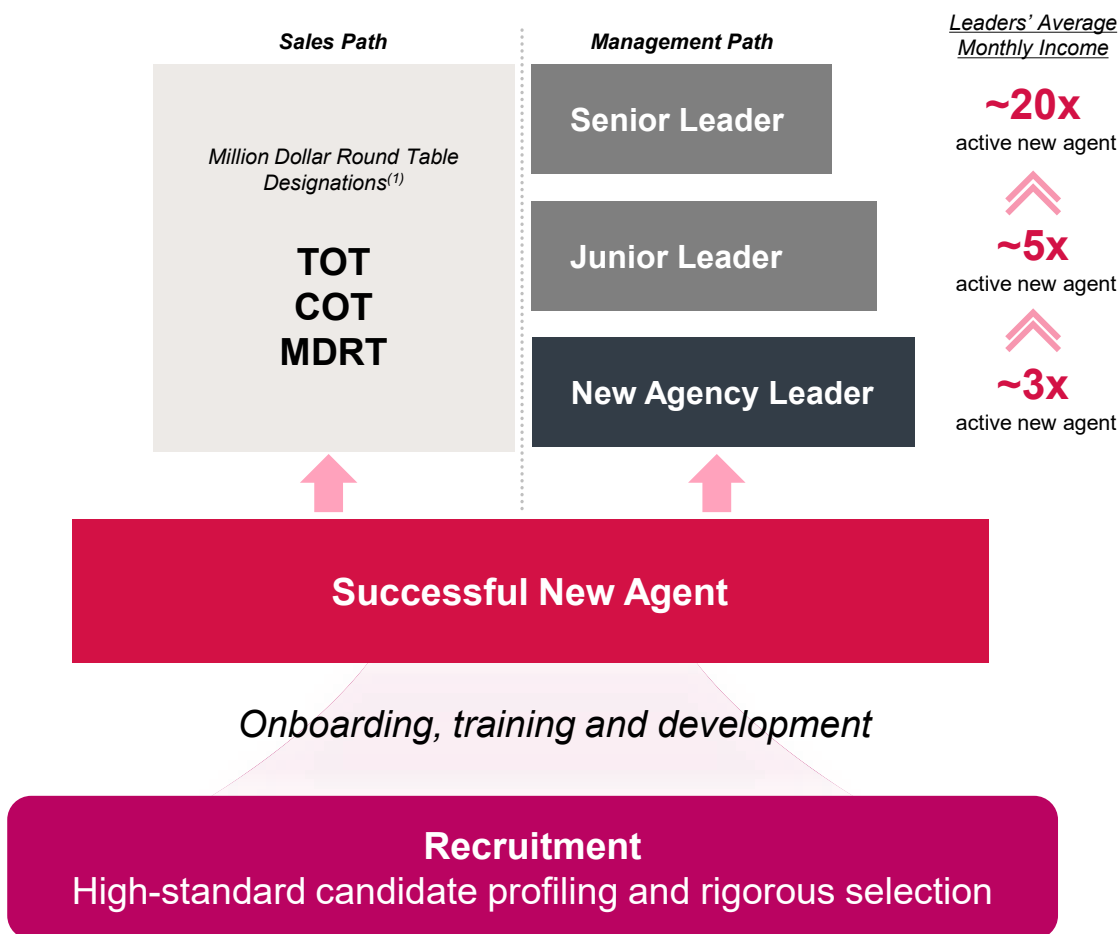 Sales Path
Million Dollar Round Table
Designations(1)
TOT
COT
MDRT
Management Path
Senior Leader
Junior Leader
New Agency Leader
Leaders’ Average
Monthly Income
~20x
active new agent
~5x
active new agent
~3x
active new agent
Successful New Agent
Onboarding, training and development
Recruitment
High-standard candidate profiling and rigorous selection